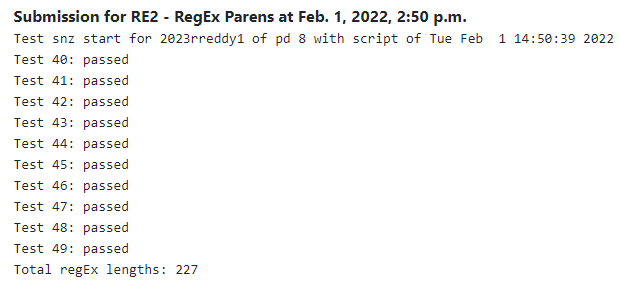 Submission for RE2 - RegEx Parens at Feb. 1, 2022, 2:50 p.m.
Test snz start for 2023rreddy1 of pd 8 with script of Tue Feb  1 14:50:39 2022
Test 40: passed
Test 41: passed
Test 42: passed
Test 43: passed
Test 44: passed
Test 45: passed
Test 46: passed
Test 47: passed
Test 48: passed
Test 49: passed
Total regEx lengths: 227